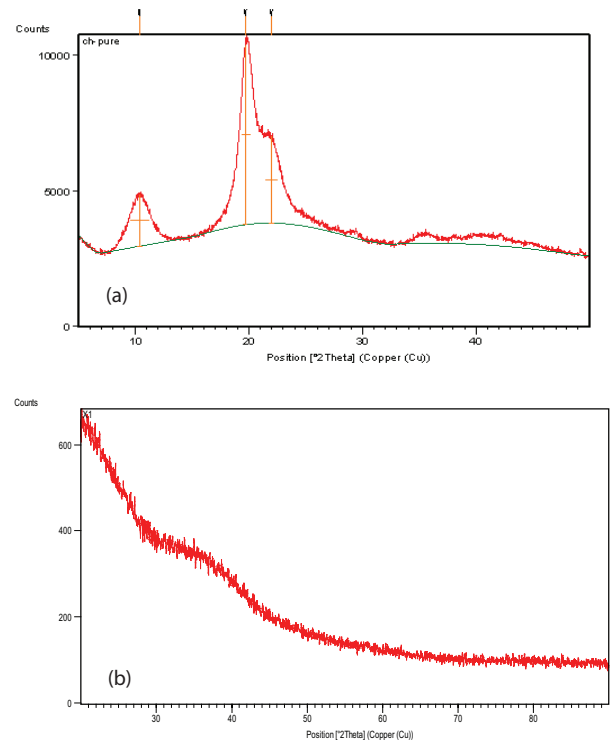 Counts
ch-pure
10000
5000
0
(a)
10 20 30 40
Position [°2Theta] (Copper (Cu))
Counts
X1
600
400
200
0
(b)
30 40 50 60 70 80
Position [°2Theta] (Copper (Cu))